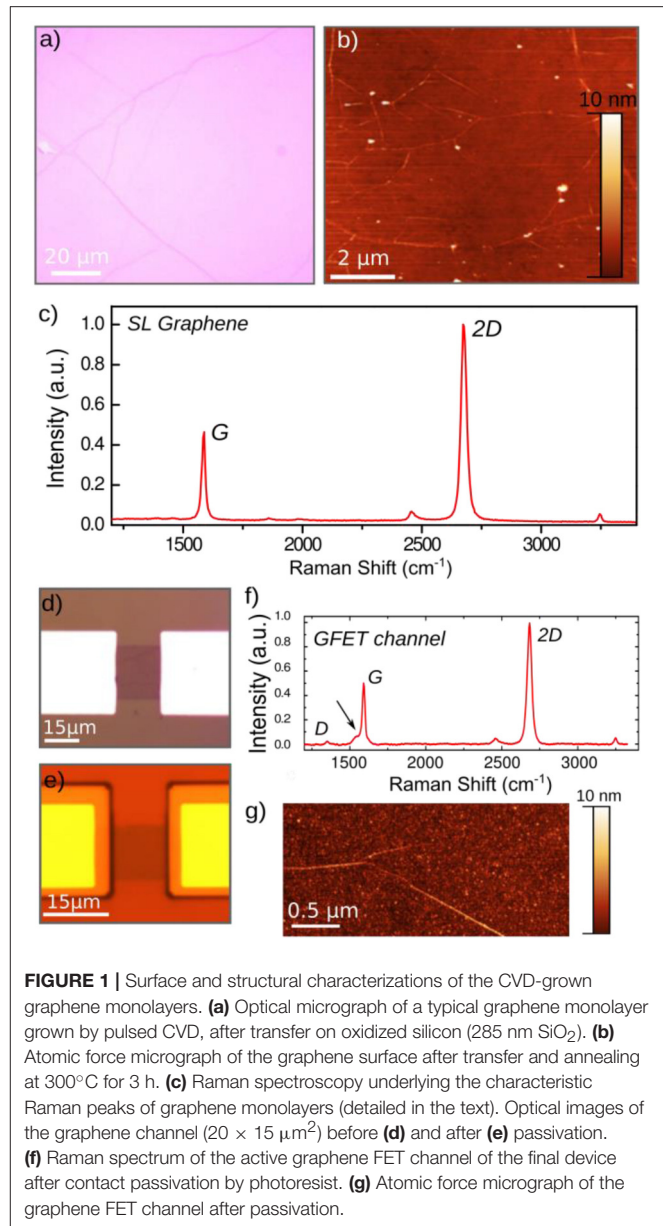 a)
b)
10 nm
20 μm
2 μm
c)
SL Graphene
2D
G
1.0
0.8
0.6
0.4
0.2
0.0
Intensity (a.u.)
1500 2000 2500 3000
Raman Shift (cm⁻¹)
d)
15μm
f)
GFET channel
2D
G
D
1.0
0.8
0.6
0.4
0.2
0.0
Intensity (a.u.)
1500 2000 2500 3000
Raman Shift (cm⁻¹)
e)
15μm
g)
10 nm
0.5 μm
FIGURE 1 | Surface and structural characterizations of the CVD-grown
graphene monolayers. (a) Optical micrograph of a typical graphene monolayer
grown by pulsed CVD, after transfer on oxidized silicon (285 nm SiO₂). (b)
Atomic force micrograph of the graphene surface after transfer and annealing
at 300°C for 3 h. (c) Raman spectroscopy underlying the characteristic
Raman peaks of graphene monolayers (detailed in the text). Optical images of
the graphene channel (20 × 15 μm²) before (d) and after (e) passivation.
(f) Raman spectrum of the active graphene FET channel of the final device
after contact passivation by photoresist. (g) Atomic force micrograph of the
graphene FET channel after passivation.